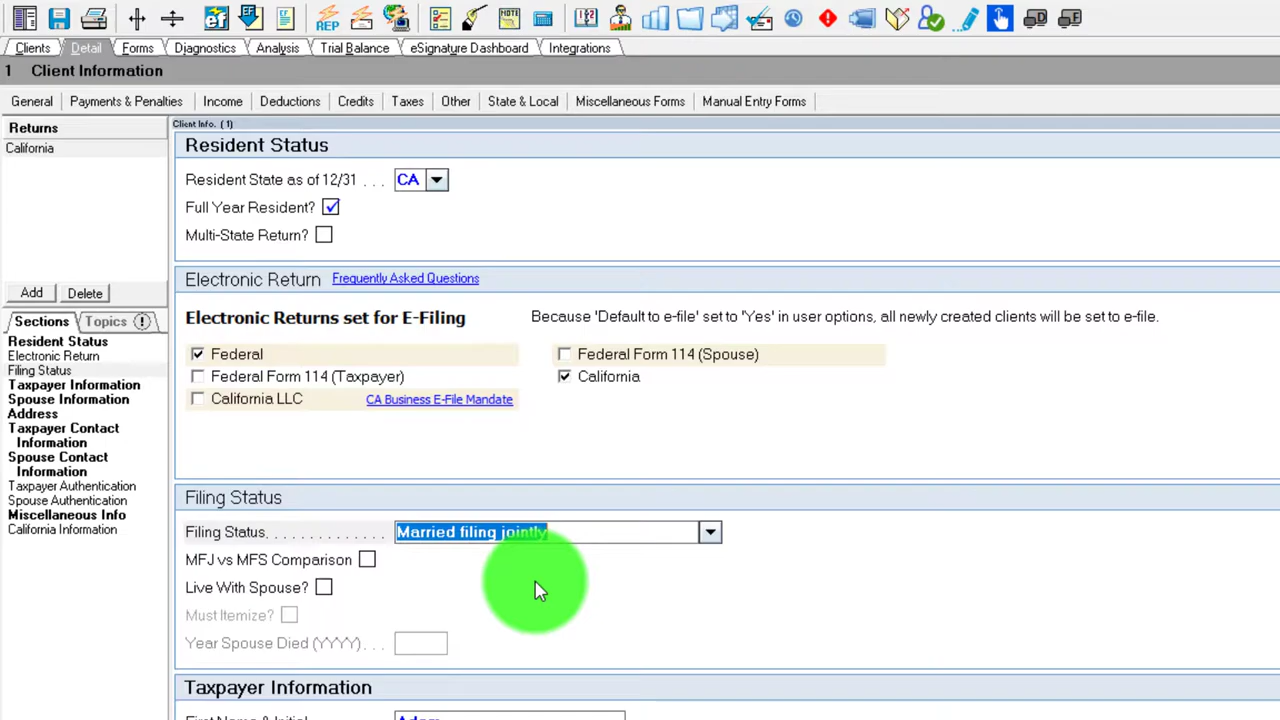 REP
NOTE
1 2
D
F
Clients
Detail
Forms
Diagnostics
Analysis
Trial Balance
eSignature Dashboard
Integrations
1 Client Information
General
Payments & Penalties
Income
Deductions
Credits
Taxes
Other
State & Local
Miscellaneous Forms
Manual Entry Forms
Returns
California
Add
Delete
Sections
Topics
Resident Status
Electronic Return
Filing Status
Taxpayer Information
Spouse Information
Address
Taxpayer Contact
Information
Spouse Contact
Information
Taxpayer Authentication
Spouse Authentication
Miscellaneous Info
California Information
Client Info. (1)
Resident Status
Resident State as of 12/31 . . . CA
Full Year Resident?
Multi-State Return?
Electronic Return Frequently Asked Questions
Electronic Returns set for E-Filing
Because 'Default to e-file' set to 'Yes' in user options, all newly created clients will be set to e-file.
Federal
Federal Form 114 (Spouse)
Federal Form 114 (Taxpayer)
California
California LLC CA Business E-File Mandate
Filing Status
Filing Status. . . . . . . . . . . . . . Married filing jointly
MFJ vs MFS Comparison
Live With Spouse?
Must Itemize?
Year Spouse Died (YYYY). . .
Taxpayer Information
First Name & Initial Adam